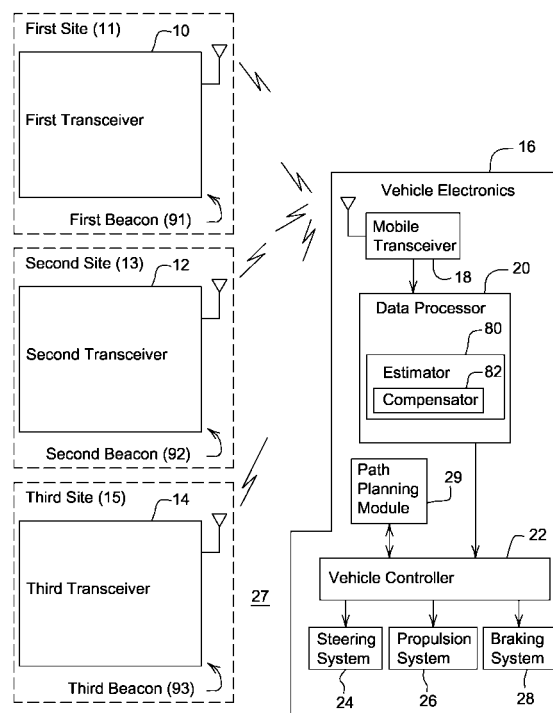 First Site (11)
10
First Transceiver
First Beacon (91)
Second Site (13)
12
Second Transceiver
Second Beacon (92)
Third Site (15)
14
Third Transceiver
Third Beacon (93)
27
16
Vehicle Electronics
Mobile
Transceiver
18
20
Data Processor
80
Estimator
82
Compensator
Path
Planning
Module
29
22
Vehicle Controller
Steering
System
Propulsion
System
Braking
System
24
26
28